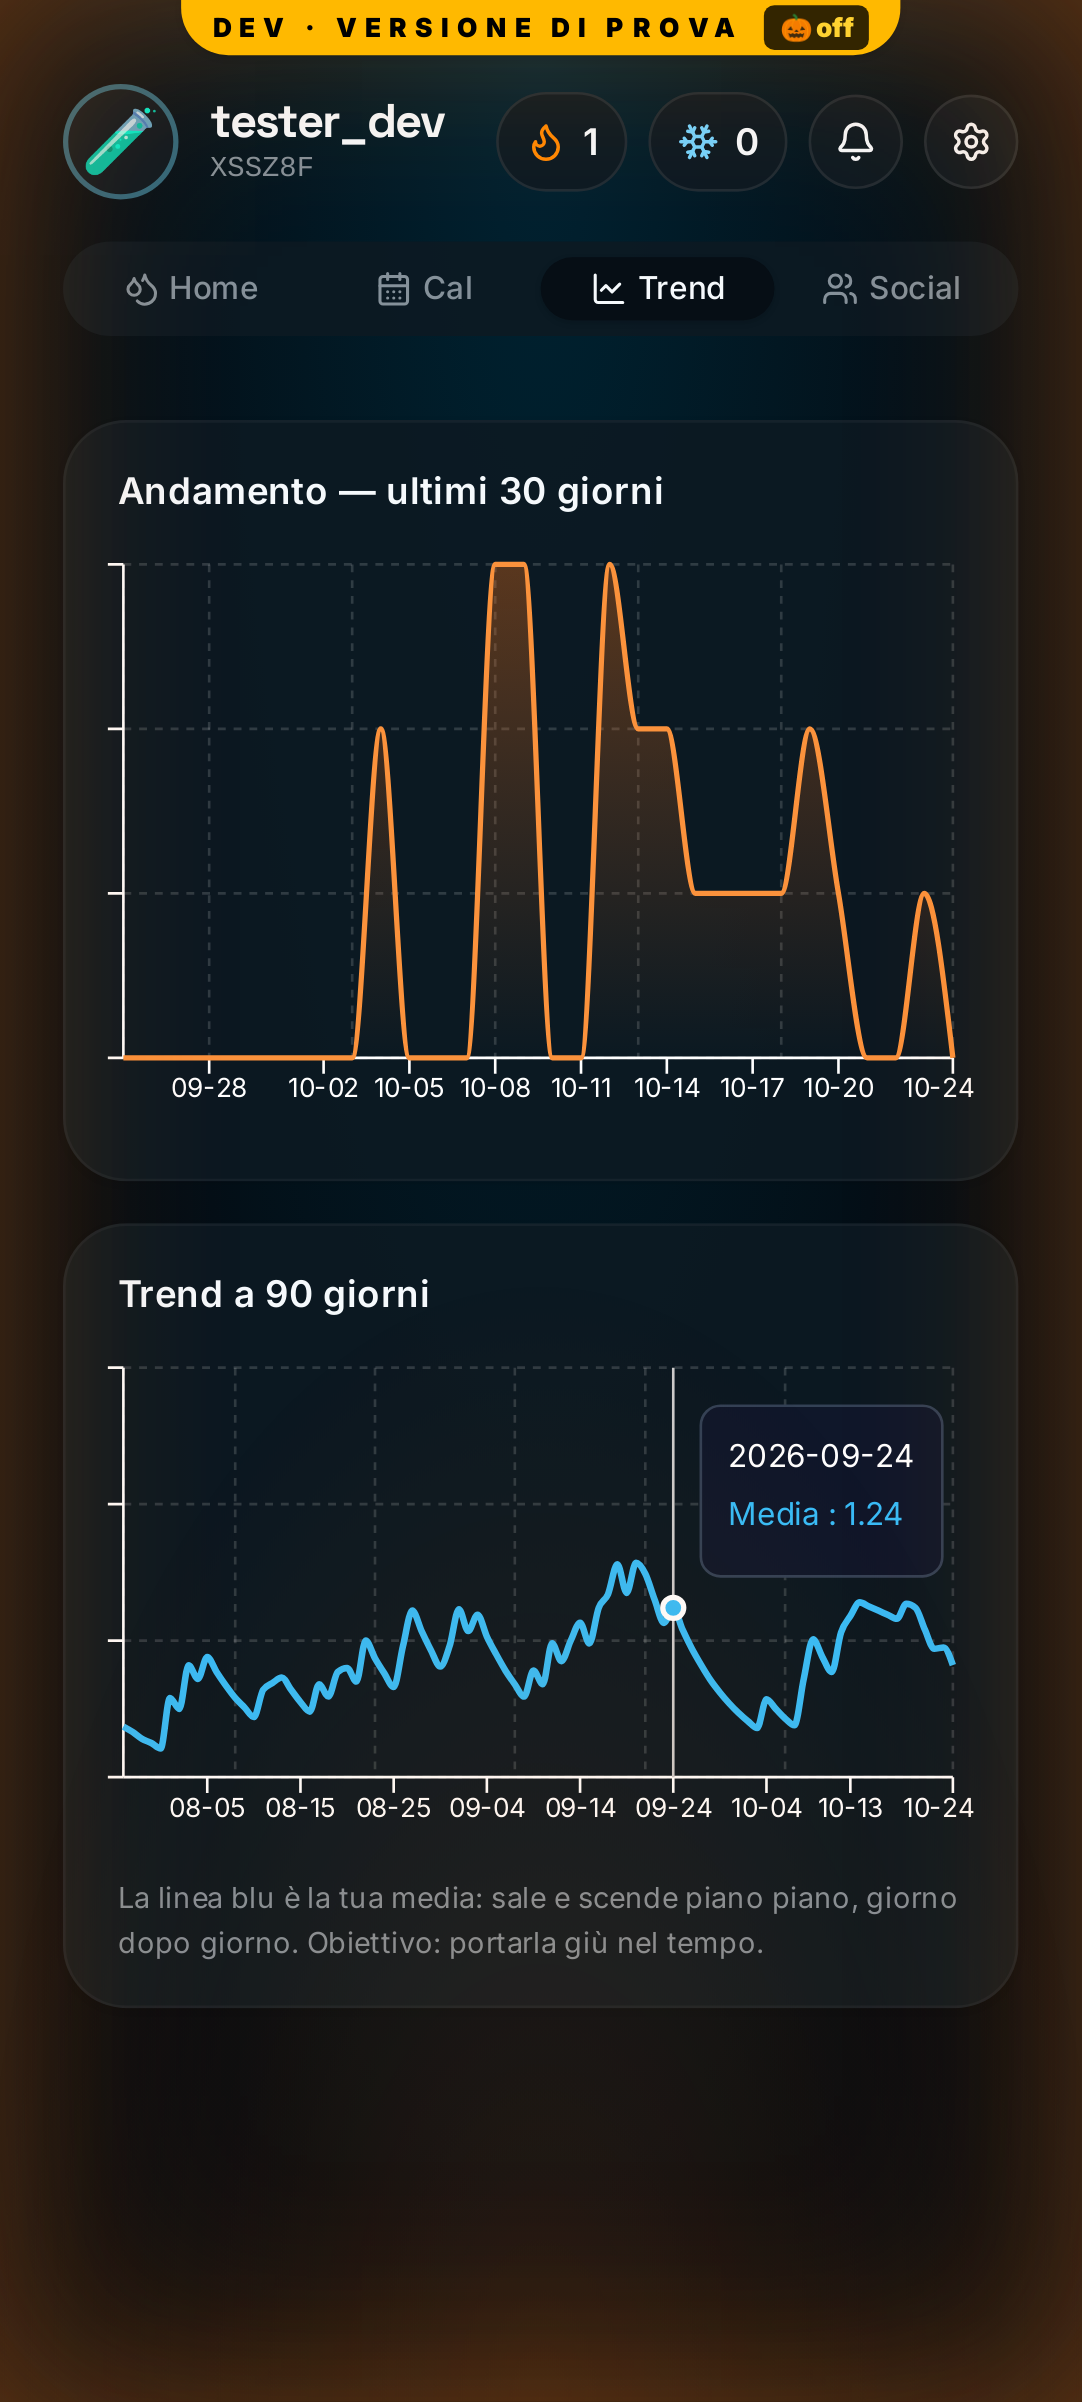 DEV · VERSIONE DI PROVA 🎃 off
tester_dev 1 0
XSSZ8F
Home Cal Trend Social
Andamento — ultimi 30 giorni
09-28 10-02 10-05 10-08 10-11 10-14 10-17 10-20 10-24
Trend a 90 giorni
2026-09-24
Media : 1.24
08-05 08-15 08-25 09-04 09-14 09-24 10-04 10-13 10-24
La linea blu è la tua media: sale e scende piano piano, giorno
dopo giorno. Obiettivo: portarla giù nel tempo.